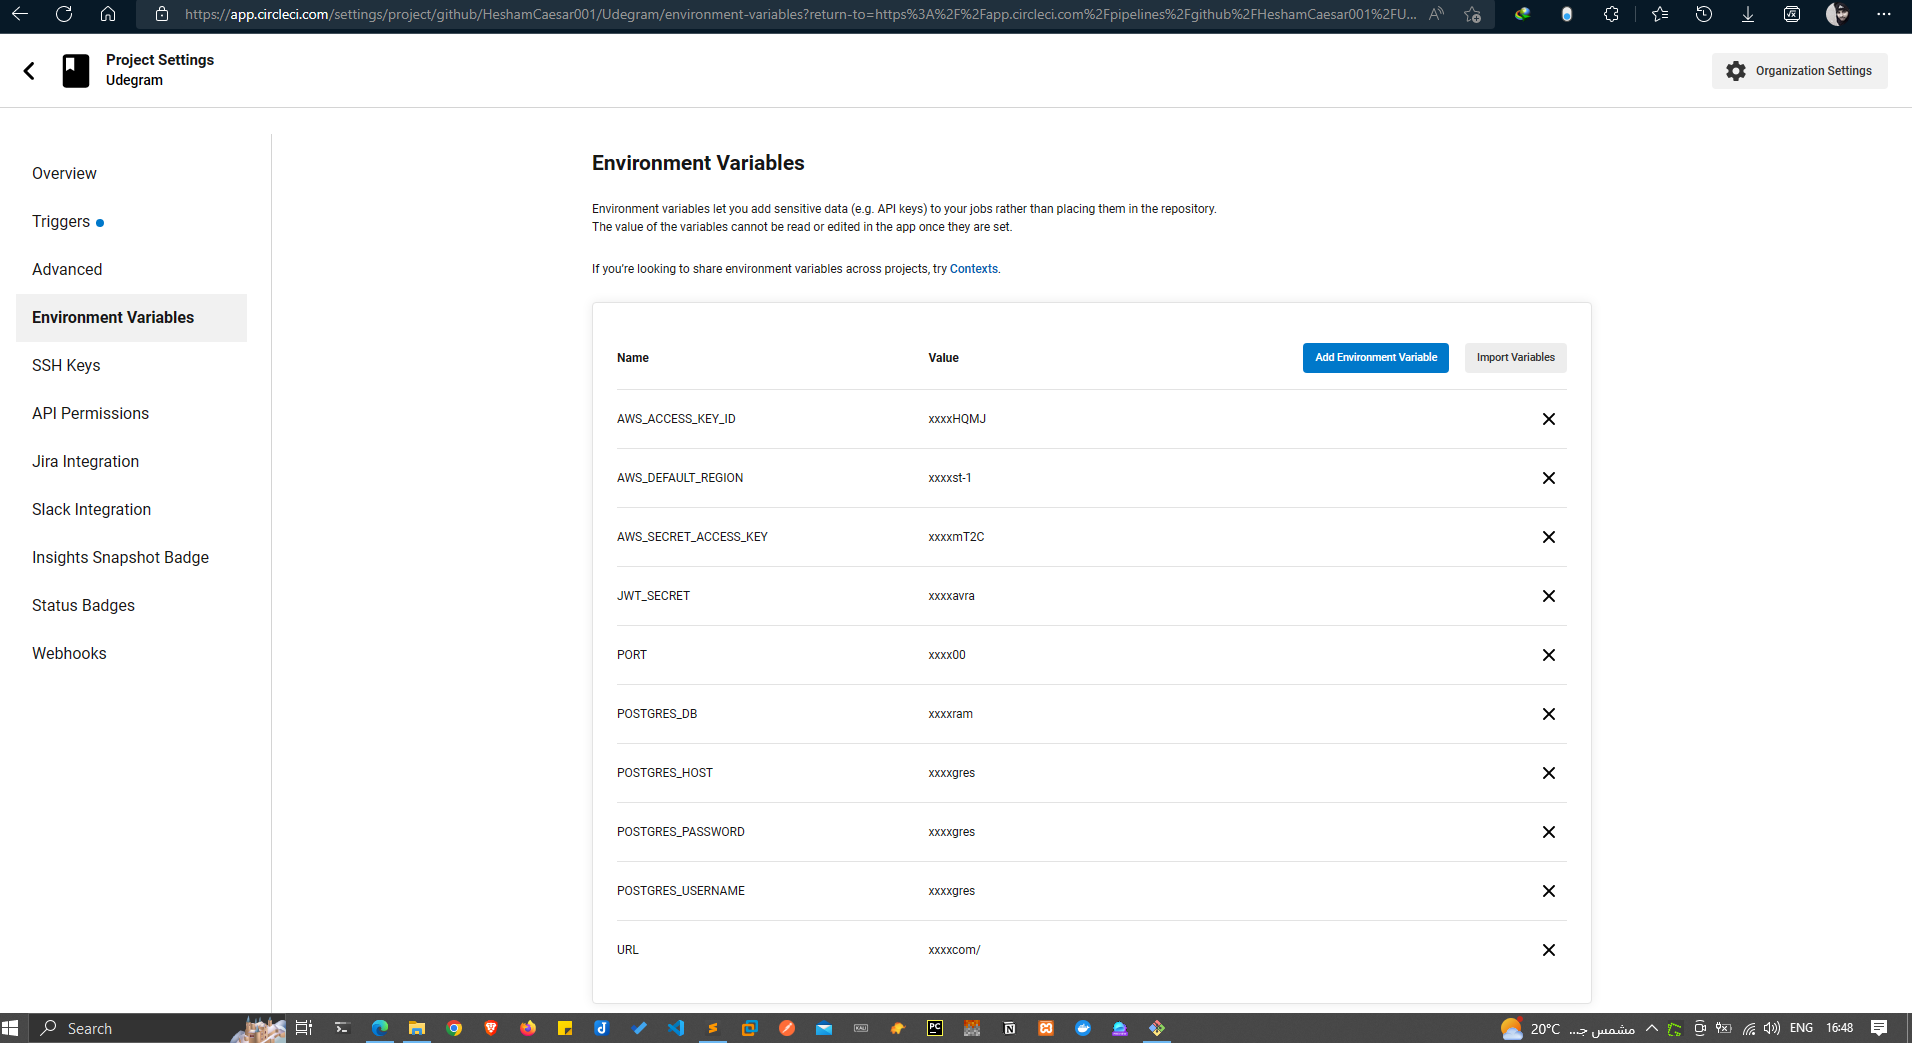 https://app.circleci.com/settings/project/github/HeshamCaesar001/Udegram/environment-variables?return-to=https%3A%2F%2Fapp.circleci.com%2Fpipelines%2Fgithub%2FHeshamCaesar001%2FU...
Project Settings
Udegram
Organization Settings
Overview
Triggers
Advanced
Environment Variables
SSH Keys
API Permissions
Jira Integration
Slack Integration
Insights Snapshot Badge
Status Badges
Webhooks
Environment Variables
Environment variables let you add sensitive data (e.g. API keys) to your jobs rather than placing them in the repository.
The value of the variables cannot be read or edited in the app once they are set.
If you're looking to share environment variables across projects, try Contexts.
Name Value Add Environment Variable Import Variables
AWS_ACCESS_KEY_ID xxxxHQMJ
AWS_DEFAULT_REGION xxxxst-1
AWS_SECRET_ACCESS_KEY xxxxmT2C
JWT_SECRET xxxxavra
PORT xxxx00
POSTGRES_DB xxxxram
POSTGRES_HOST xxxxgres
POSTGRES_PASSWORD xxxxgres
POSTGRES_USERNAME xxxxgres
URL xxxxcom/
Search PC 20°C مشمس جـ... ENG 16:48